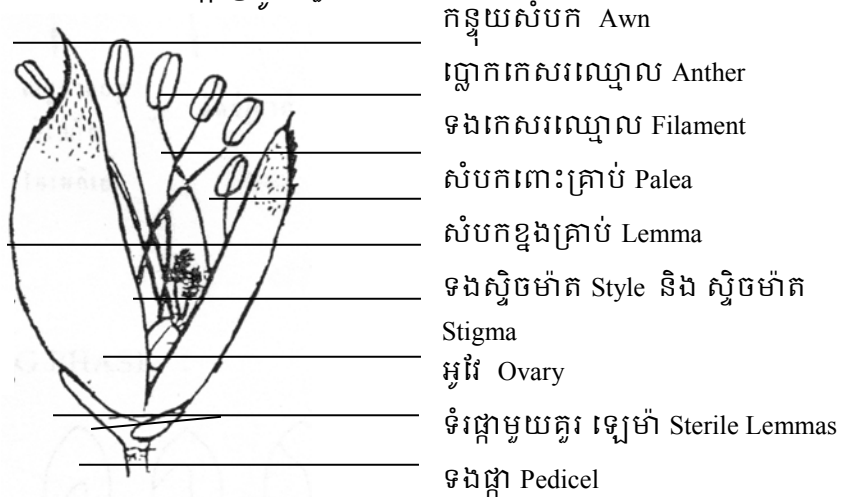 កន្ទុយសំបក Awn
ប្លោកកេសរឈ្មោល Anther
ទងកេសរឈ្មោល Filament
សំបកពោះគ្រាប់ Palea
សំបកខ្នងគ្រាប់ Lemma
ទងស្ទិចម៉ាត Style និង ស្ទិចម៉ាត
Stigma
អូវែ Ovary
ទំរផ្កាមួយគួរ ឡេម៉ា Sterile Lemmas
ទងផ្កា Pedicel